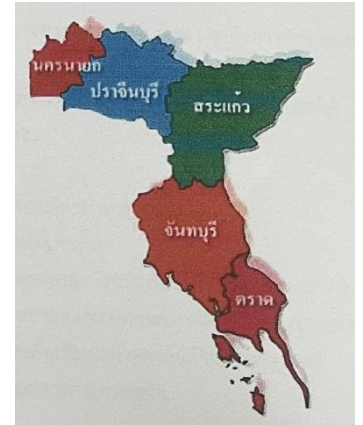 นครนายก
ปราจีนบุรี
สระแก้ว
จันทบุรี
ตราด